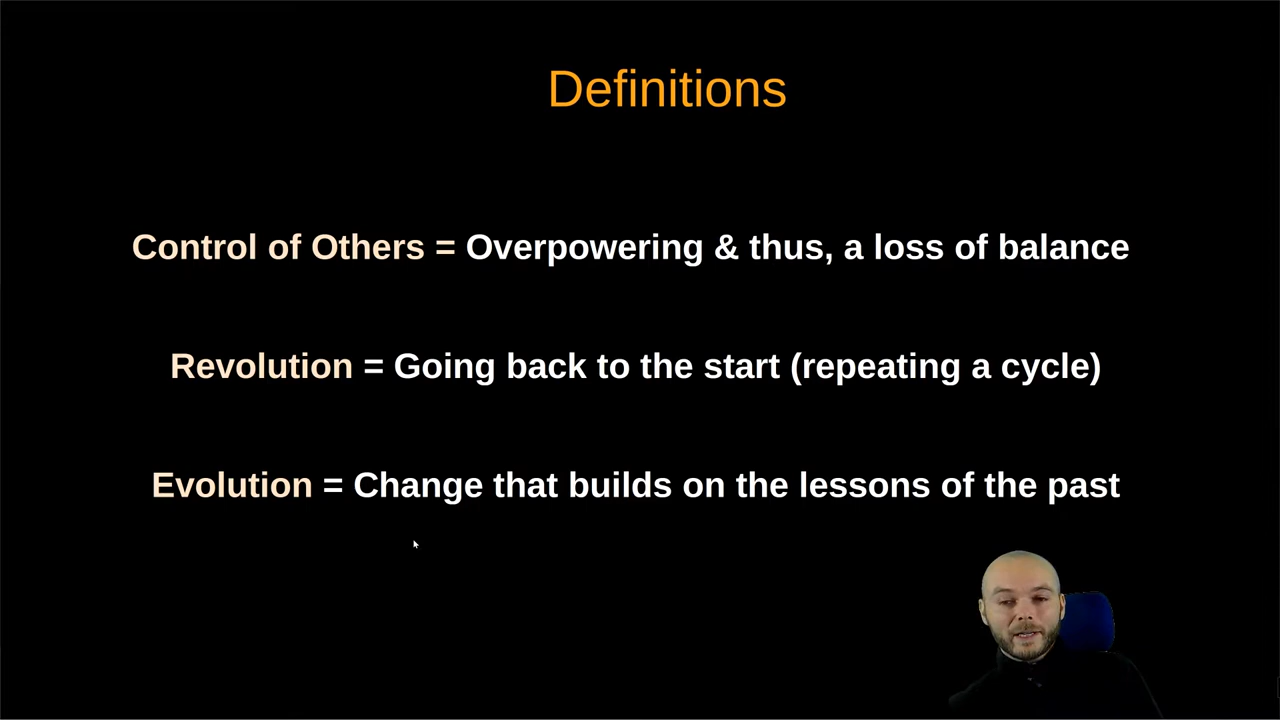 Definitions
Control of Others = Overpowering & thus, a loss of balance
Revolution = Going back to the start (repeating a cycle)
Evolution = Change that builds on the lessons of the past